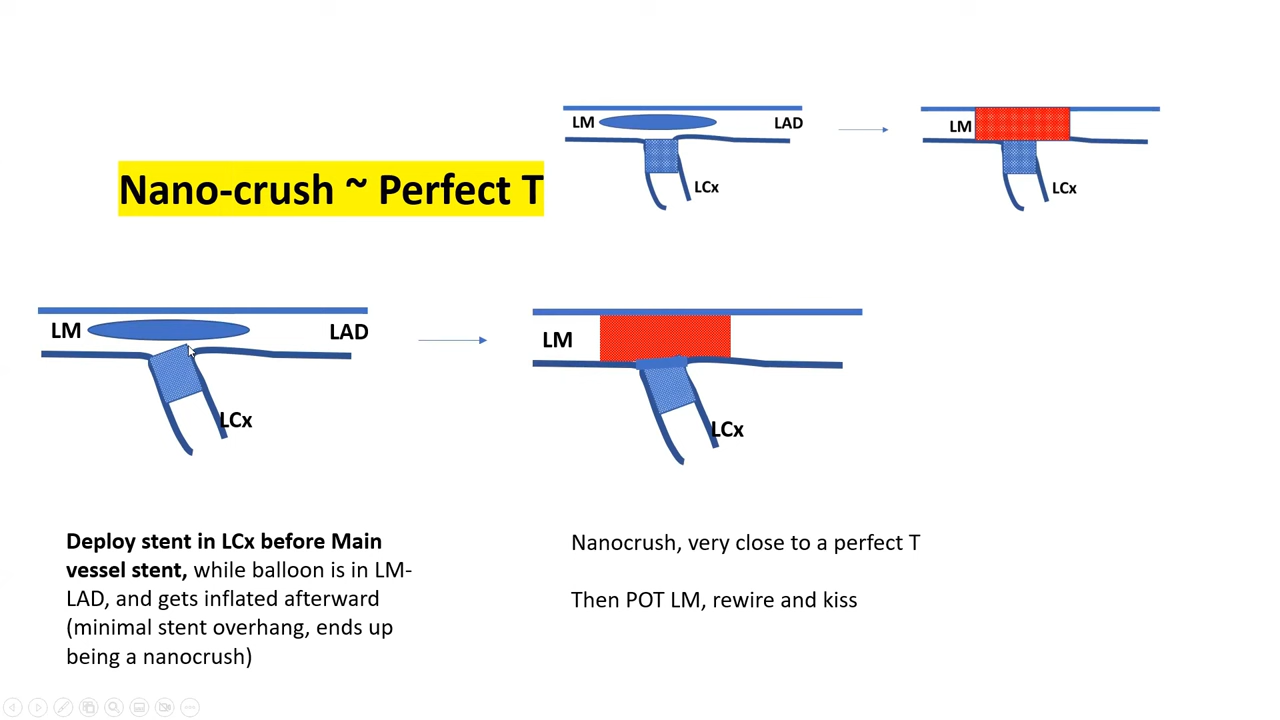 LM
LAD
LCx
LM
LCx
Nano-crush ~ Perfect T
LM
LAD
LCx
LM
LCx
Deploy stent in LCx before Main
vessel stent, while balloon is in LM-
LAD, and gets inflated afterward
(minimal stent overhang, ends up
being a nanocrush)
Nanocrush, very close to a perfect T
Then POT LM, rewire and kiss